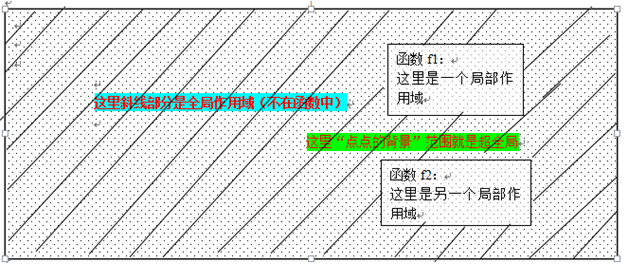 函数 f1：
这里是一个局部作
用域
这里斜线部分是全局作用域（不在函数中）
这里“点点的背景”范围就是超全局
函数 f2：
这里是另一个局部作
用域